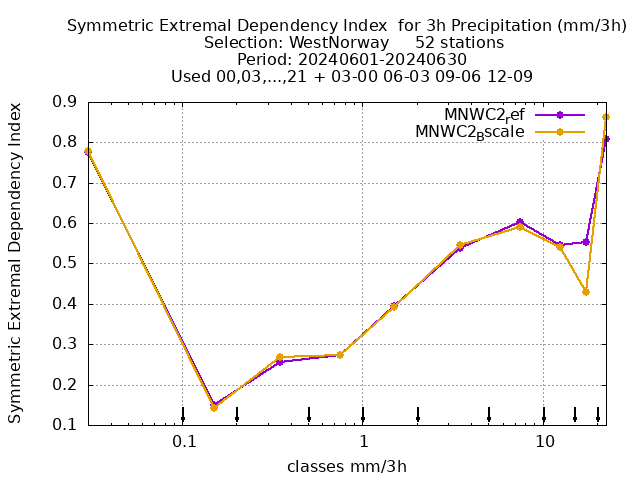 Symmetric Extremal Dependency Index  for 3h Precipitation (mm/3h)
Selection: WestNorway     52 stations
Period: 20240601-20240630
Used 00,03,...,21 + 03-00 06-03 09-06 12-09
MNWC2ref
MNWC2Bscale
Symmetric Extremal Dependency Index
0.9
0.8
0.7
0.6
0.5
0.4
0.3
0.2
0.1
0.1 1 10
classes mm/3h